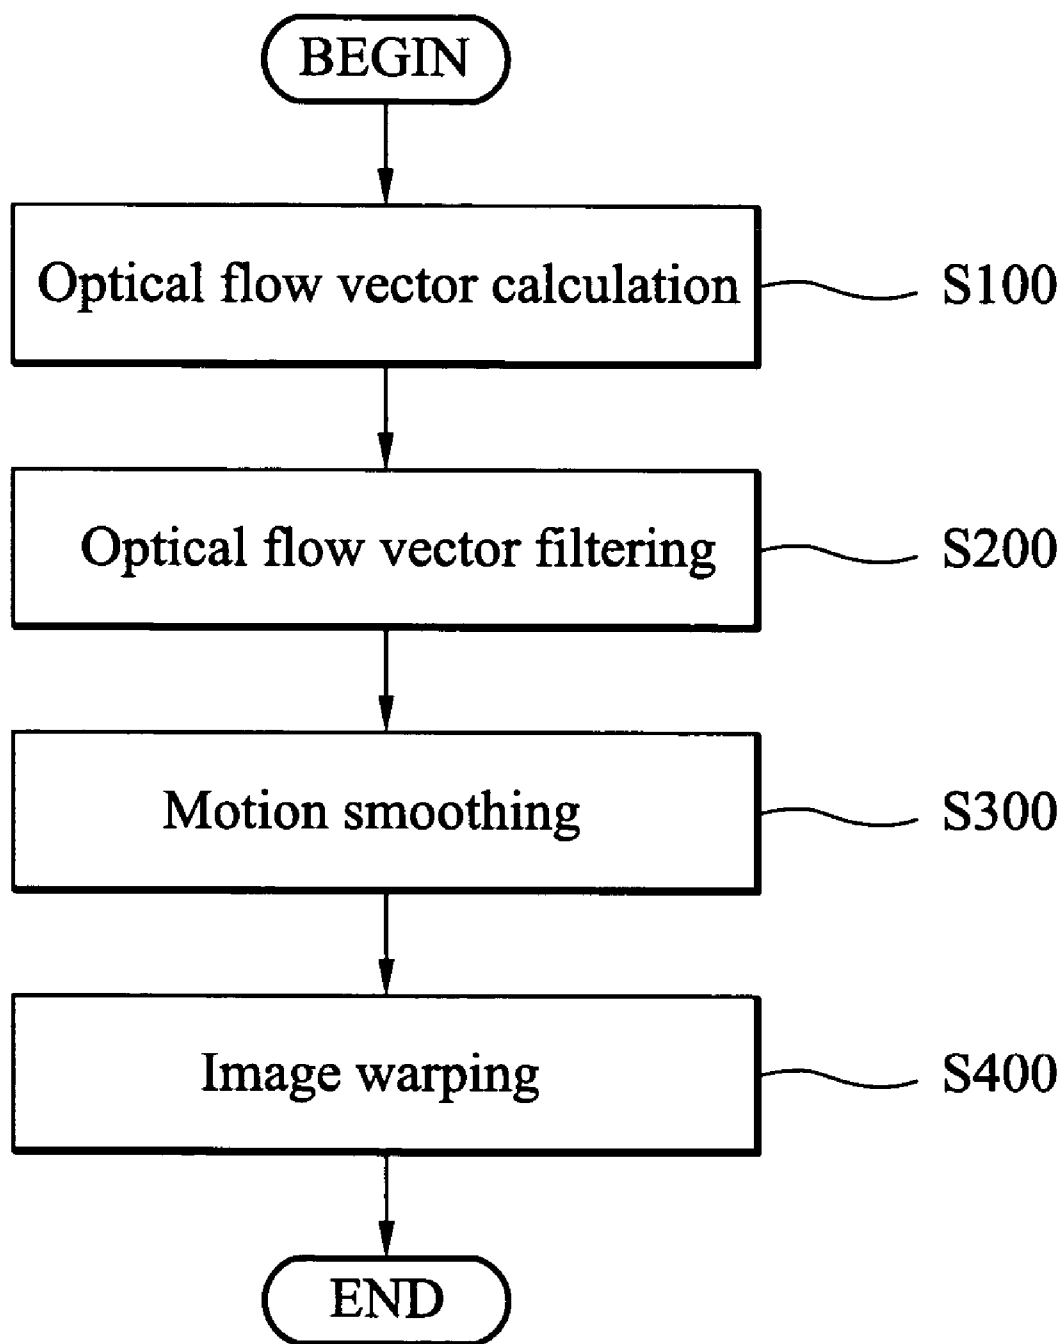 BEGIN
Optical flow vector calculation
S100
Optical flow vector filtering
S200
Motion smoothing
S300
Image warping
S400
END